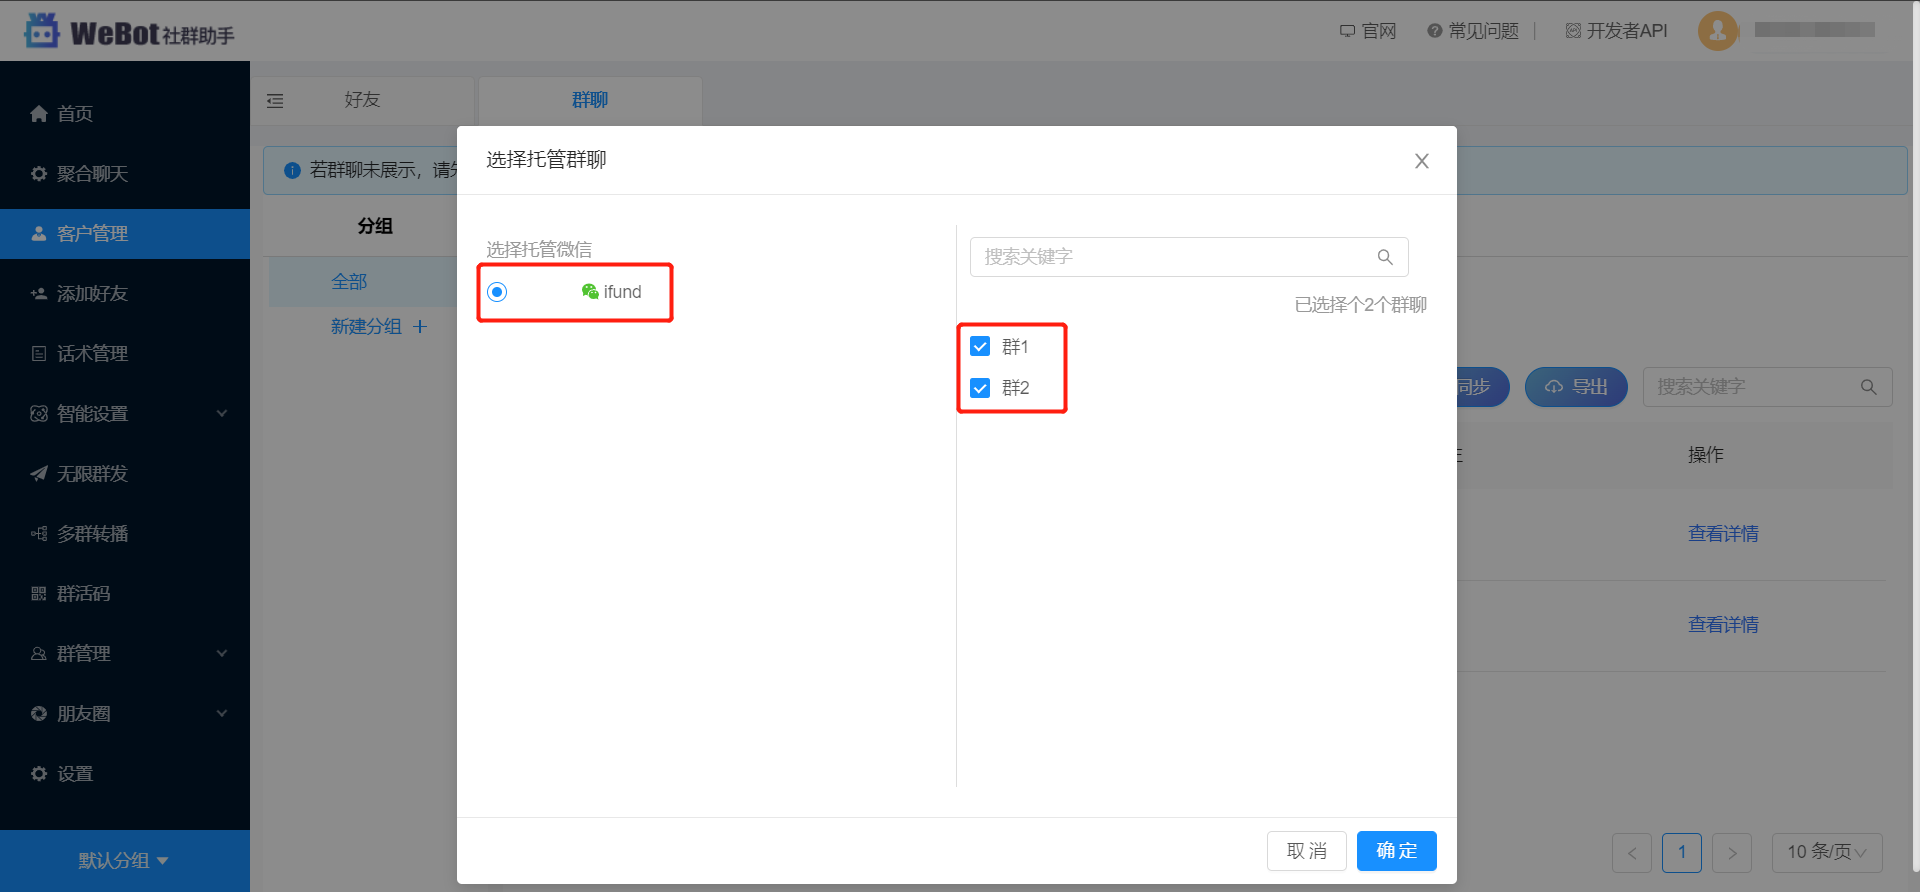 WeBot社群助手
官网
常见问题
开发者API
首页
聚合聊天
客户管理
添加好友
话术管理
智能设置
无限群发
多群转播
群活码
群管理
朋友圈
设置
默认分组
好友
群聊
若群聊未展示，请
分组
全部
新建分组
选择托管群聊
选择托管微信
ifund
搜索关键字
已选择个2个群聊
群1
群2
取 消
确 定
同步
导出
搜索关键字
操作
查看详情
查看详情
1
10 条/页